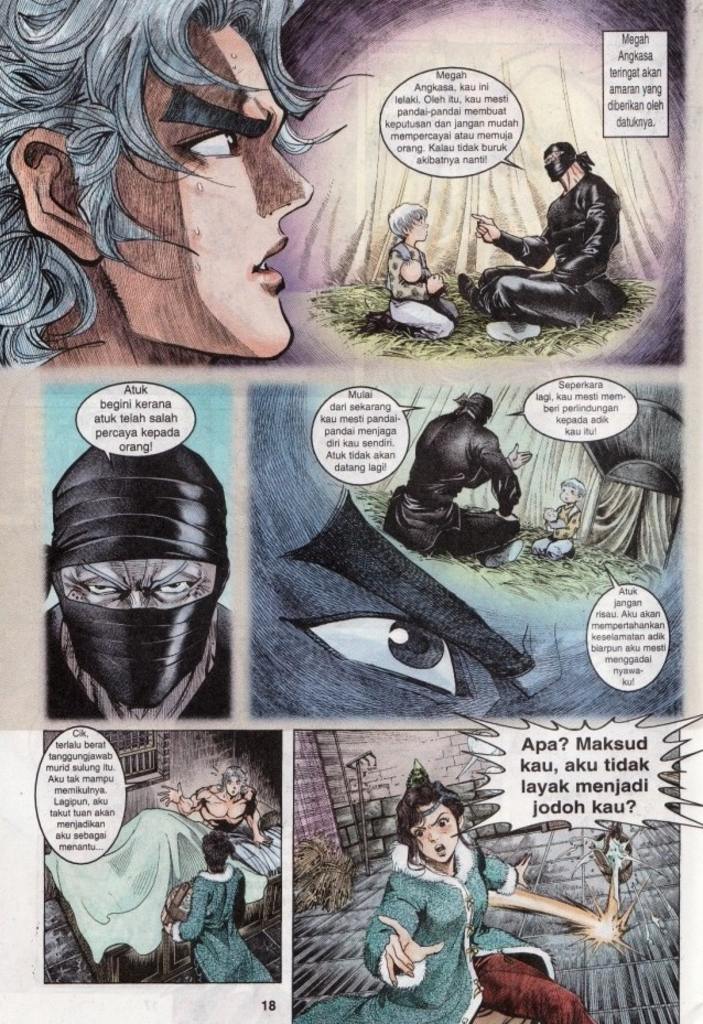 Megah
Angkasa
teringat akan
amaran yang
diberikan oleh
datuknya.
Megah
Angkasa, kau ini
lelaki. Oleh itu, kau mesti
pandai-pandai membuat
keputusan dan jangan mudah
mempercayai atau memuja
orang. Kalau tidak buruk
akibatnya nanti!
Atuk
begini kerana
atuk telah salah
percaya kepada
orang!
Mulai
dari sekarang
kau mesti pandai-
pandai menjaga
diri kau sendiri.
Atuk tidak akan
datang lagi!
Seperkara
lagi, kau mesti mem-
beri perlindungan
kepada adik
kau itu!
Atuk
jangan
risau. Aku akan
mempertahankan
keselamatan adik
biarpun aku mesti
menggadai
nyawa-
ku!
Cik,
terlalu berat
tanggungjawab
murid sulung itu.
Aku tak mampu
memikulnya.
Lagipun, aku
takut tuan akan
menjadikan
aku sebagai
menantu...
Apa? Maksud
kau, aku tidak
layak menjadi
jodoh kau?
18